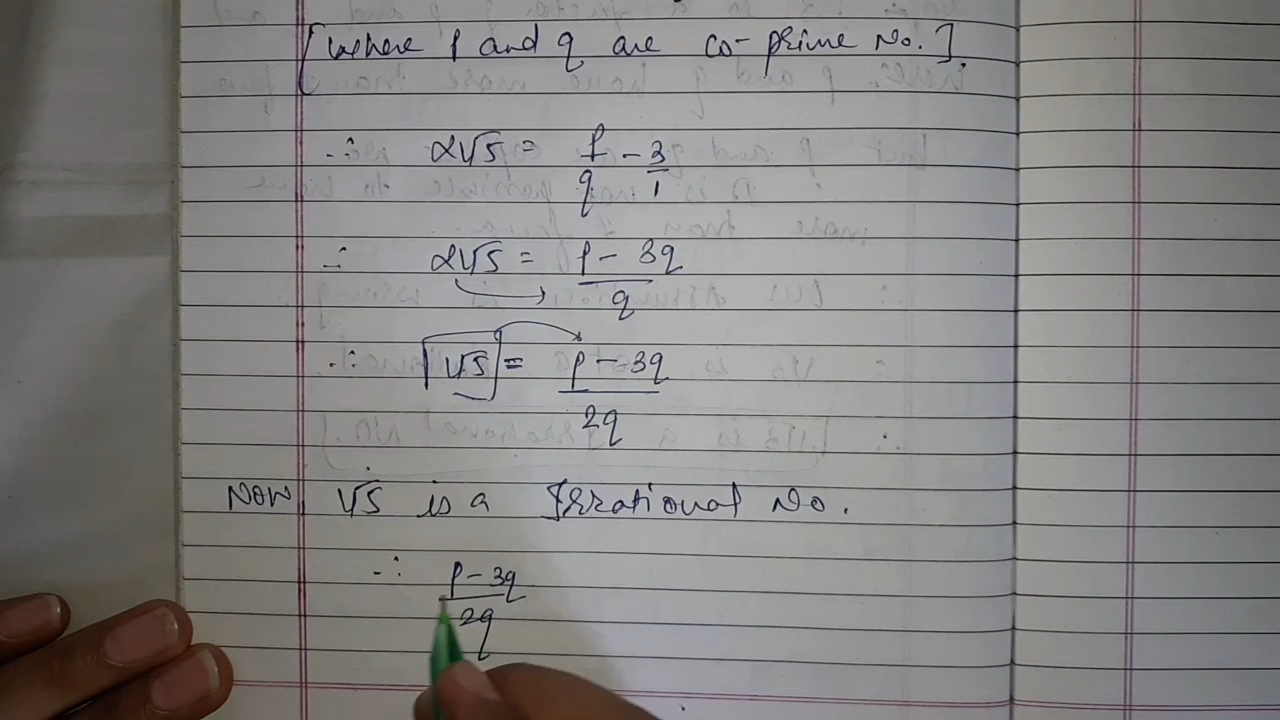 [where p and q are co-prime No.].
∴ 2√5 = p/q - 3/1
∴ 2√5 = p - 3q / q
∴ √5 = p - 3q / 2q
Now, √5 is a Irrational No.
∴ p - 3q / 2q